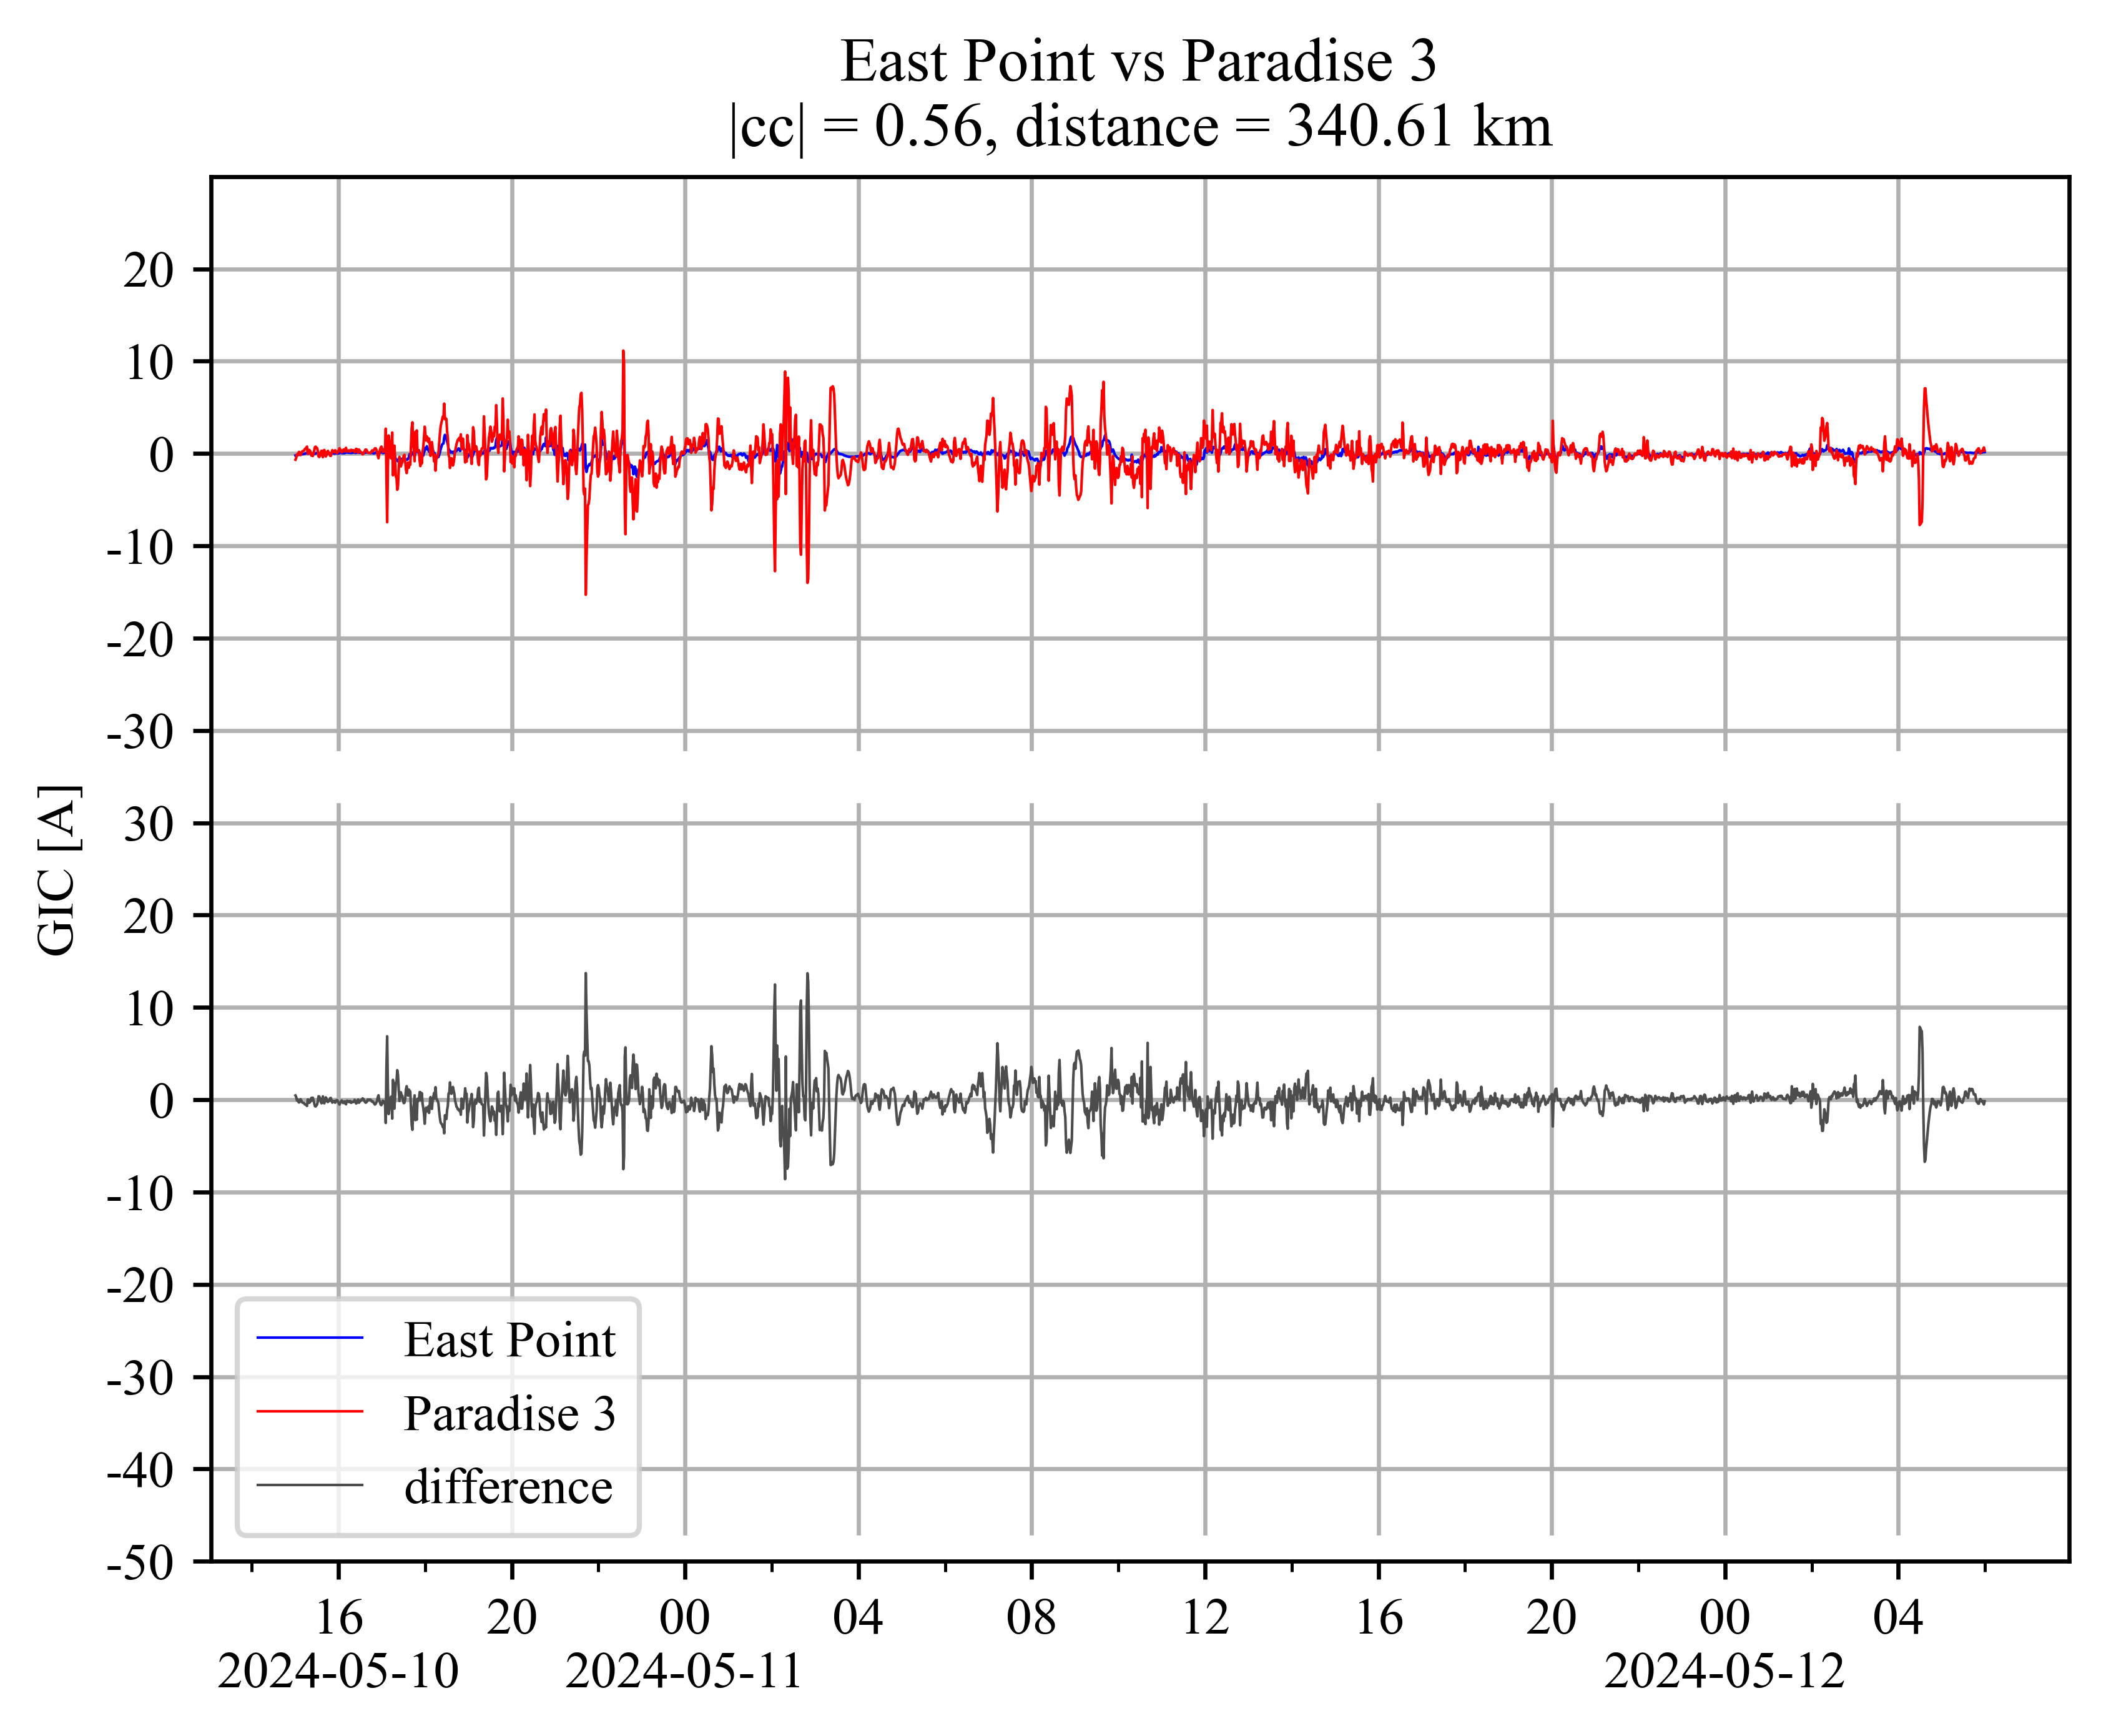 East Point vs Paradise 3
|cc| = 0.56, distance = 340.61 km
20
10
0
-10
-20
-30
30
20
10
0
-10
-20
-30
-40
-50
GIC [A]
East Point
Paradise 3
difference
16 20 00 04 08 12 16 20 00 04
2024-05-10 2024-05-11 2024-05-12